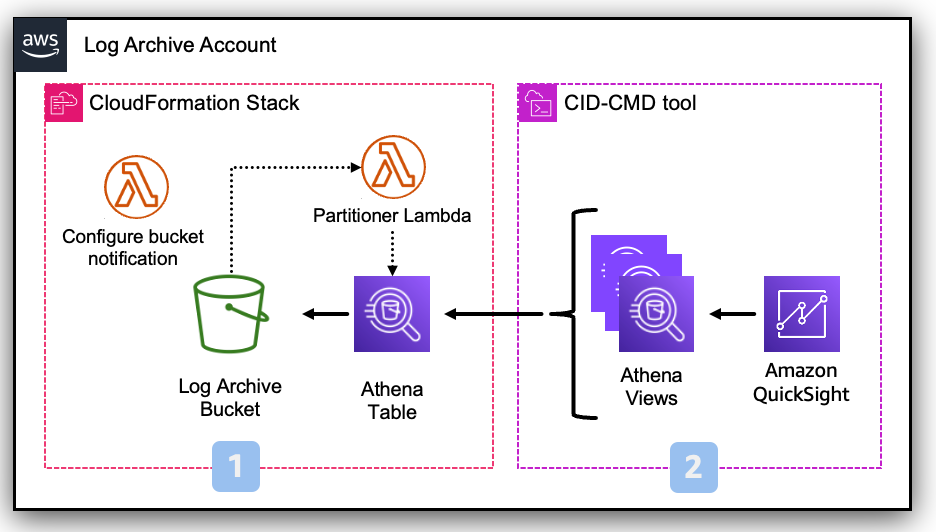 aws
Log Archive Account
CloudFormation Stack
Configure bucket
notification
Partitioner Lambda
Log Archive
Bucket
Athena
Table
1
CID-CMD tool
Athena
Views
Amazon
QuickSight
2